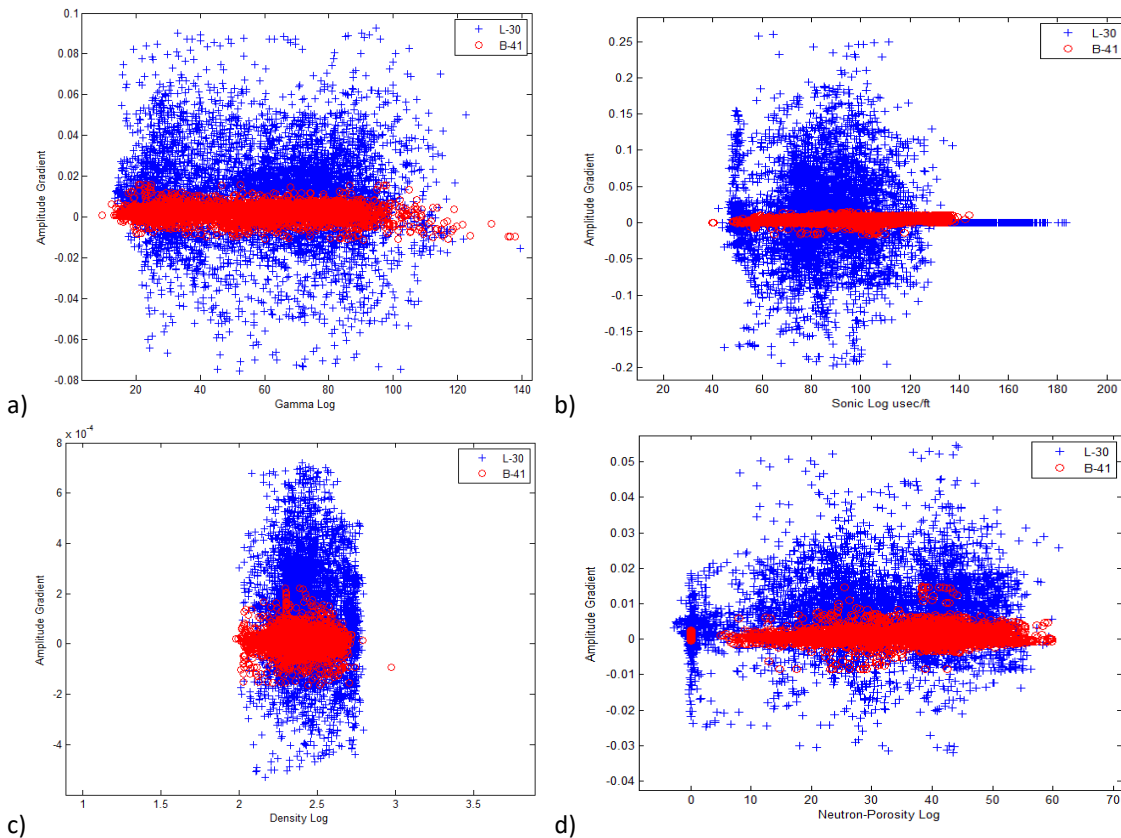 0.1
0.08
0.06
0.04
0.02
0
-0.02
-0.04
-0.06
-0.08
20 40 60 80 100 120 140
Amplitude Gradient
Gamma Log
+ L-30
o B-41
a)
0.25
0.2
0.15
0.1
0.05
0
-0.05
-0.1
-0.15
-0.2
20 40 60 80 100 120 140 160 180 200
Amplitude Gradient
Sonic Log usec/ft
+ L-30
o B-41
b)
x 10⁻⁴
8
6
4
2
0
-2
-4
1 1.5 2 2.5 3 3.5
Amplitude Gradient
Density Log
+ L-30
o B-41
c)
0.05
0.04
0.03
0.02
0.01
0
-0.01
-0.02
-0.03
-0.04
0 10 20 30 40 50 60 70
Amplitude Gradient
Neutron-Porosity Log
+ L-30
o B-41
d)